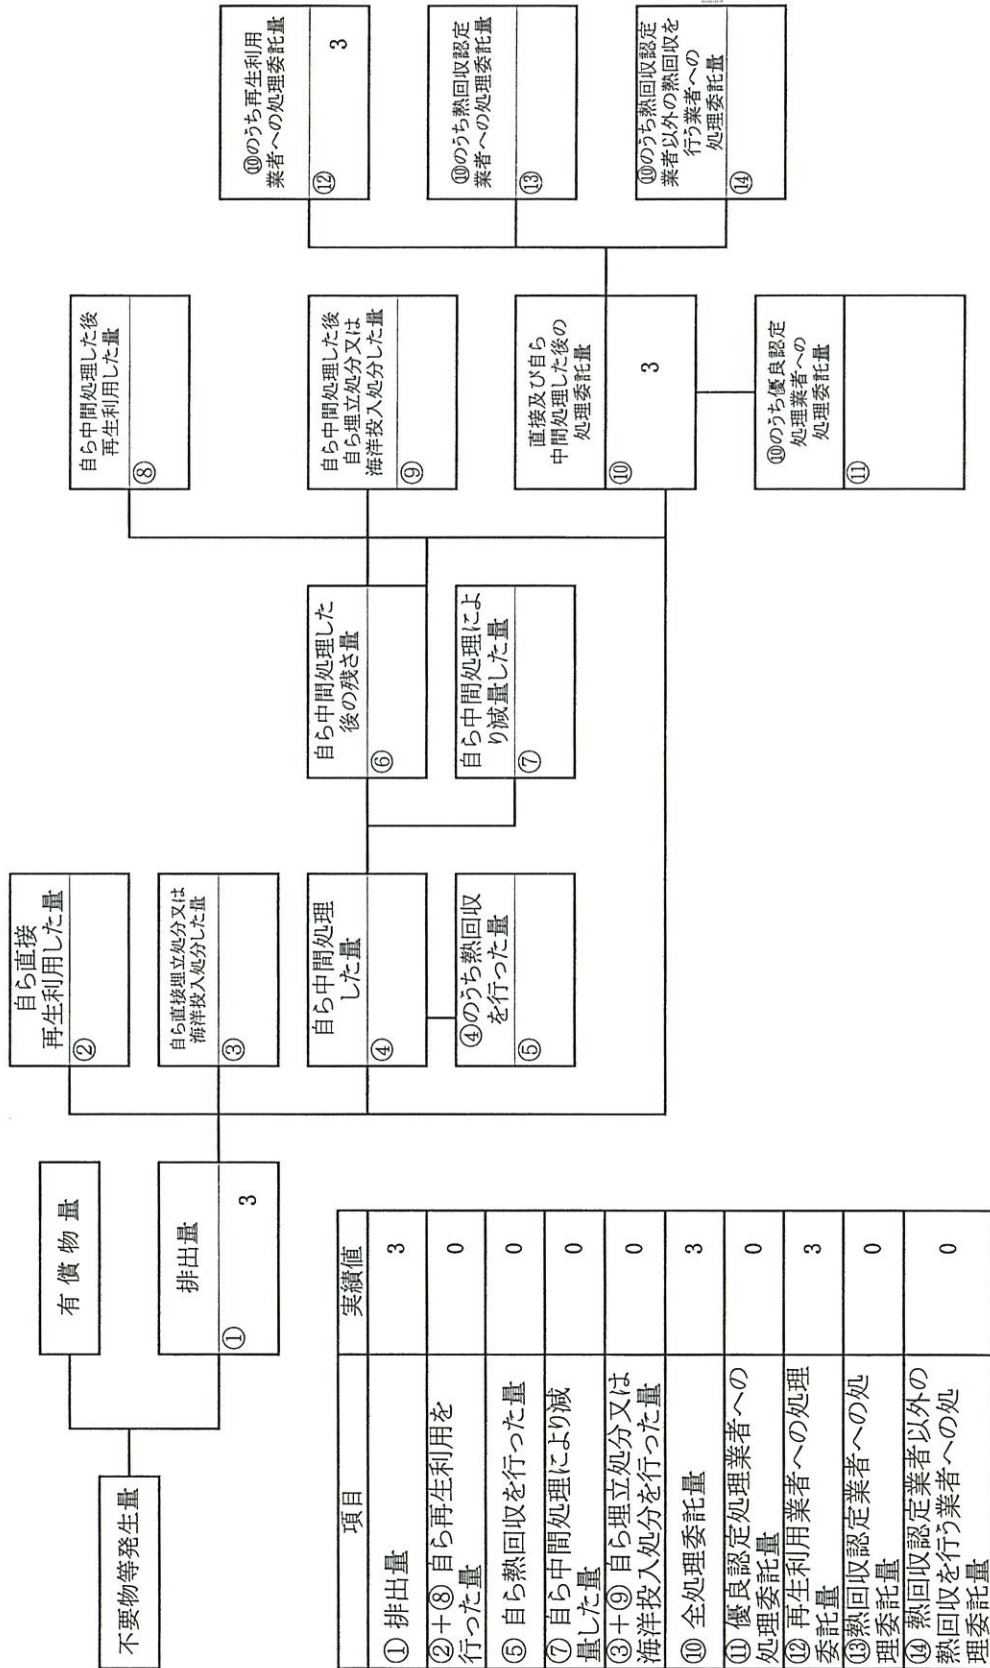 不要物等発生量
有償物量
排出量
① 3
自ら直接
再生利用した量
②
自ら直接埋立処分又は
海洋投入処分した量
③
自ら中間処理
した量
④
④のうち熱回収
を行った量
⑤
自ら中間処理した
後の残さ量
⑥
自ら中間処理によ
り減量した量
⑦
自ら中間処理した後
再生利用した量
⑧
自ら中間処理した後
自ら埋立処分又は
海洋投入処分した量
⑨
直接及び自ら
中間処理した後の
処理委託量
⑩ 3
⑩のうち優良認定
処理業者への
処理委託量
⑪
⑩のうち再生利用
業者への処理委託量
⑫ 3
⑩のうち熱回収認定
業者への処理委託量
⑬
⑩のうち熱回収認定
業者以外の熱回収を
行う業者への
処理委託量
⑭
項目 実績値
① 排出量 3
②+⑧ 自ら再生利用を
行った量 0
⑤ 自ら熱回収を行った量 0
⑦ 自ら中間処理により減
量した量 0
③+⑨ 自ら埋立処分又は
海洋投入処分を行った量 0
⑩ 全処理委託量 3
⑪ 優良認定処理業者への
処理委託量 0
⑫ 再生利用業者への処理
委託量 3
⑬熱回収認定業者への処
理委託量 0
⑭ 熱回収認定業者以外の
熱回収を行う業者への処
理委託量 0